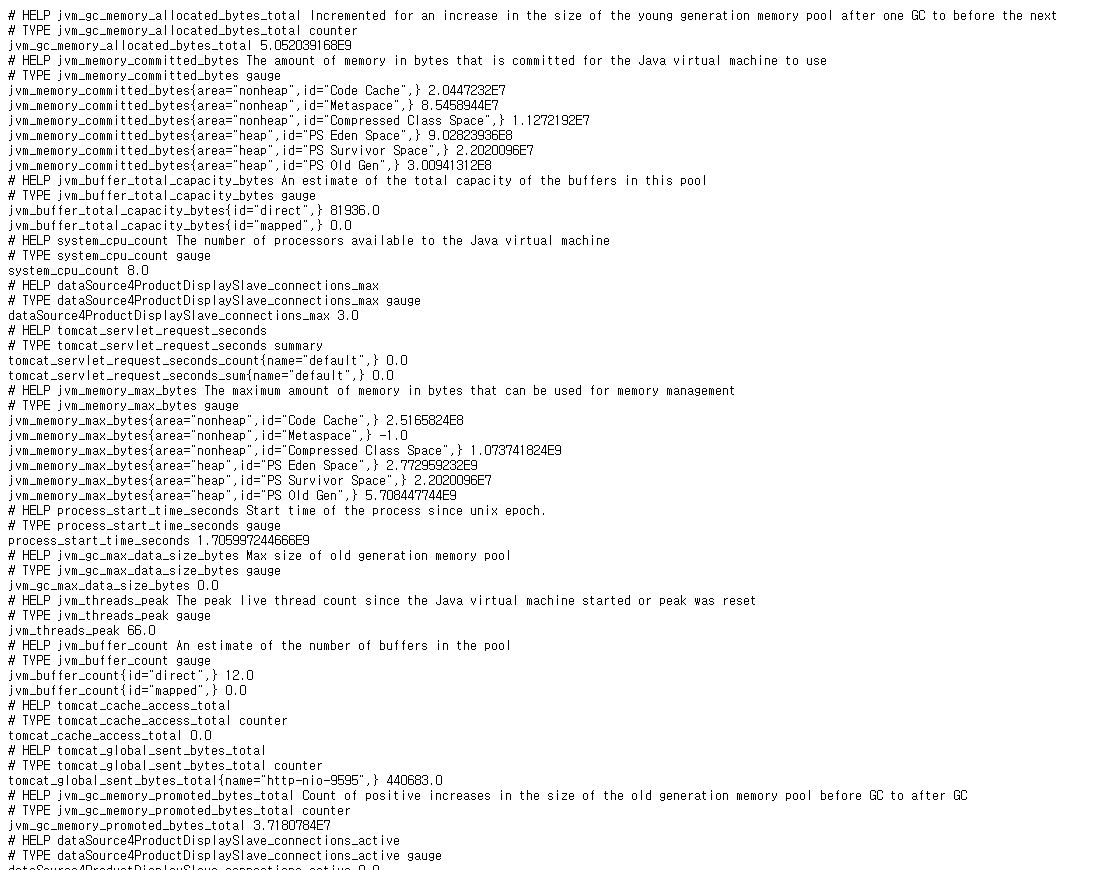 # HELP jvm_gc_memory_allocated_bytes_total Incremented for an increase in the size of the young generation memory pool after one GC to before the next
# TYPE jvm_gc_memory_allocated_bytes_total counter
jvm_gc_memory_allocated_bytes_total 5.052039168E9
# HELP jvm_memory_committed_bytes The amount of memory in bytes that is committed for the Java virtual machine to use
# TYPE jvm_memory_committed_bytes gauge
jvm_memory_committed_bytes{area="nonheap",id="Code Cache",} 2.0447232E7
jvm_memory_committed_bytes{area="nonheap",id="Metaspace",} 8.5458944E7
jvm_memory_committed_bytes{area="nonheap",id="Compressed Class Space",} 1.1272192E7
jvm_memory_committed_bytes{area="heap",id="PS Eden Space",} 9.02823936E8
jvm_memory_committed_bytes{area="heap",id="PS Survivor Space",} 2.2020096E7
jvm_memory_committed_bytes{area="heap",id="PS Old Gen",} 3.00941312E8
# HELP jvm_buffer_total_capacity_bytes An estimate of the total capacity of the buffers in this pool
# TYPE jvm_buffer_total_capacity_bytes gauge
jvm_buffer_total_capacity_bytes{id="direct",} 81936.0
jvm_buffer_total_capacity_bytes{id="mapped",} 0.0
# HELP system_cpu_count The number of processors available to the Java virtual machine
# TYPE system_cpu_count gauge
system_cpu_count 8.0
# HELP dataSource4ProductDisplaySlave_connections_max
# TYPE dataSource4ProductDisplaySlave_connections_max gauge
dataSource4ProductDisplaySlave_connections_max 3.0
# HELP tomcat_servlet_request_seconds
# TYPE tomcat_servlet_request_seconds summary
tomcat_servlet_request_seconds_count{name="default",} 0.0
tomcat_servlet_request_seconds_sum{name="default",} 0.0
# HELP jvm_memory_max_bytes The maximum amount of memory in bytes that can be used for memory management
# TYPE jvm_memory_max_bytes gauge
jvm_memory_max_bytes{area="nonheap",id="Code Cache",} 2.5165824E8
jvm_memory_max_bytes{area="nonheap",id="Metaspace",} -1.0
jvm_memory_max_bytes{area="nonheap",id="Compressed Class Space",} 1.073741824E9
jvm_memory_max_bytes{area="heap",id="PS Eden Space",} 2.772959232E9
jvm_memory_max_bytes{area="heap",id="PS Survivor Space",} 2.2020096E7
jvm_memory_max_bytes{area="heap",id="PS Old Gen",} 5.708447744E9
# HELP process_start_time_seconds Start time of the process since unix epoch.
# TYPE process_start_time_seconds gauge
process_start_time_seconds 1.705997244666E9
# HELP jvm_gc_max_data_size_bytes Max size of old generation memory pool
# TYPE jvm_gc_max_data_size_bytes gauge
jvm_gc_max_data_size_bytes 0.0
# HELP jvm_threads_peak The peak live thread count since the Java virtual machine started or peak was reset
# TYPE jvm_threads_peak gauge
jvm_threads_peak 66.0
# HELP jvm_buffer_count An estimate of the number of buffers in the pool
# TYPE jvm_buffer_count gauge
jvm_buffer_count{id="direct",} 12.0
jvm_buffer_count{id="mapped",} 0.0
# HELP tomcat_cache_access_total
# TYPE tomcat_cache_access_total counter
tomcat_cache_access_total 0.0
# HELP tomcat_global_sent_bytes_total
# TYPE tomcat_global_sent_bytes_total counter
tomcat_global_sent_bytes_total{name="http-nio-9595",} 440683.0
# HELP jvm_gc_memory_promoted_bytes_total Count of positive increases in the size of the old generation memory pool before GC to after GC
# TYPE jvm_gc_memory_promoted_bytes_total counter
jvm_gc_memory_promoted_bytes_total 3.7180784E7
# HELP dataSource4ProductDisplaySlave_connections_active
# TYPE dataSource4ProductDisplaySlave_connections_active gauge
dataSource4ProductDisplaySlave_connections_active 0.0